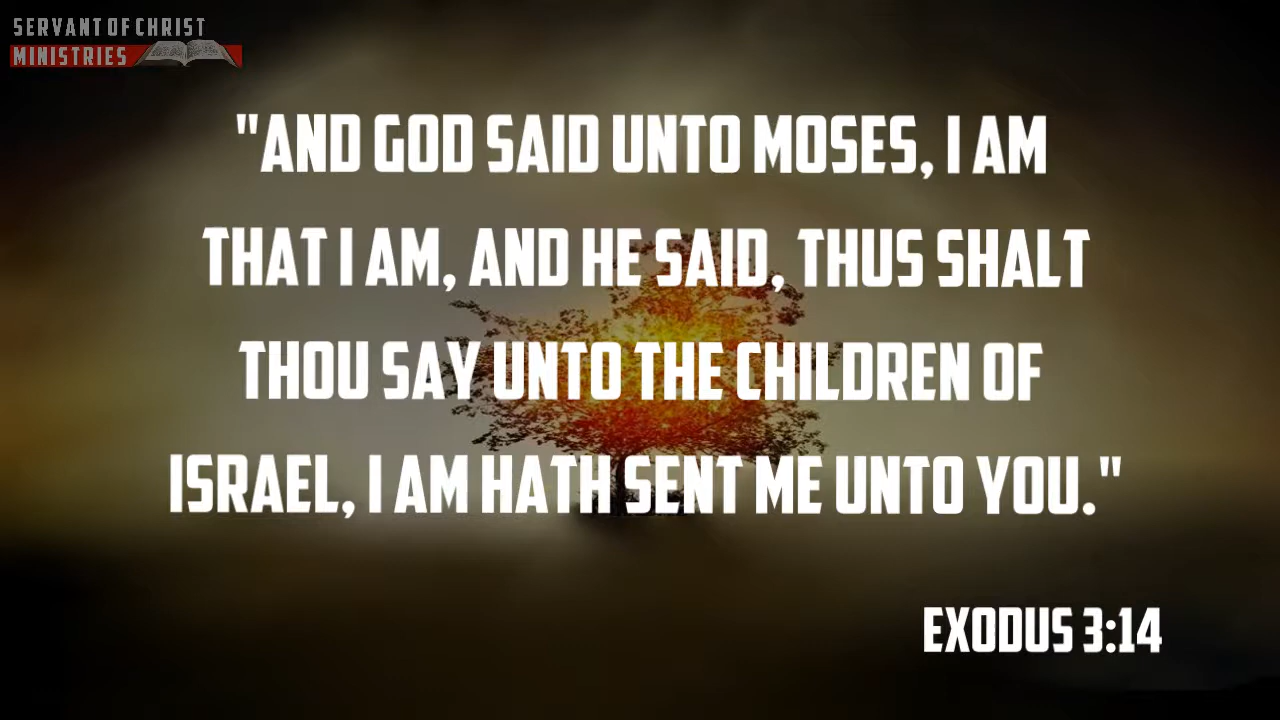 SERVANT OF CHRIST
MINISTRIES
"AND GOD SAID UNTO MOSES, I AM
THAT I AM, AND HE SAID, THUS SHALT
THOU SAY UNTO THE CHILDREN OF
ISRAEL, I AM HATH SENT ME UNTO YOU."
EXODUS 3:14